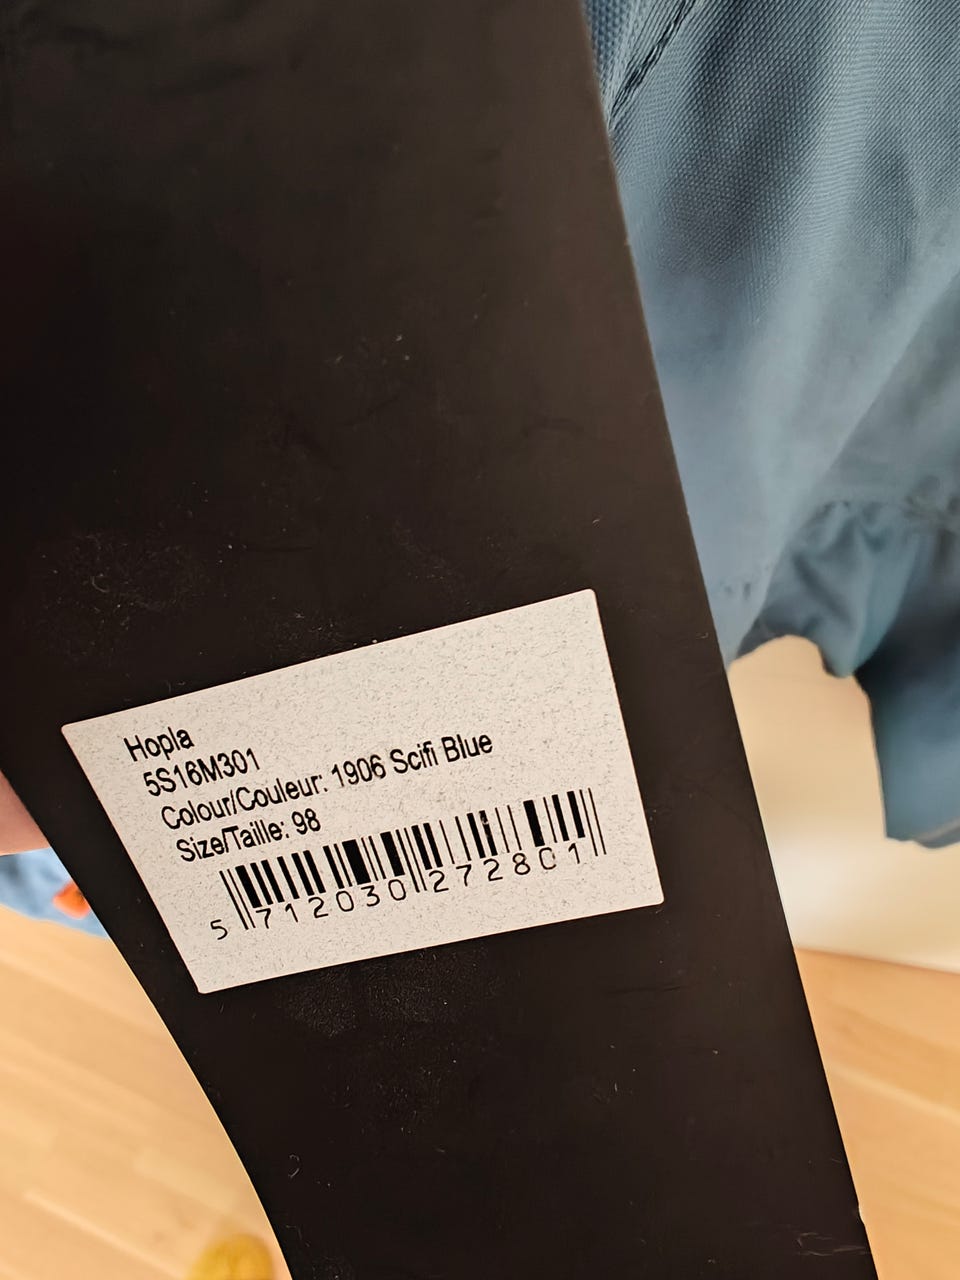 Hopla
5S16M301
Colour/Couleur: 1906 Scifi Blue
Size/Taille: 98
5 712030 272801